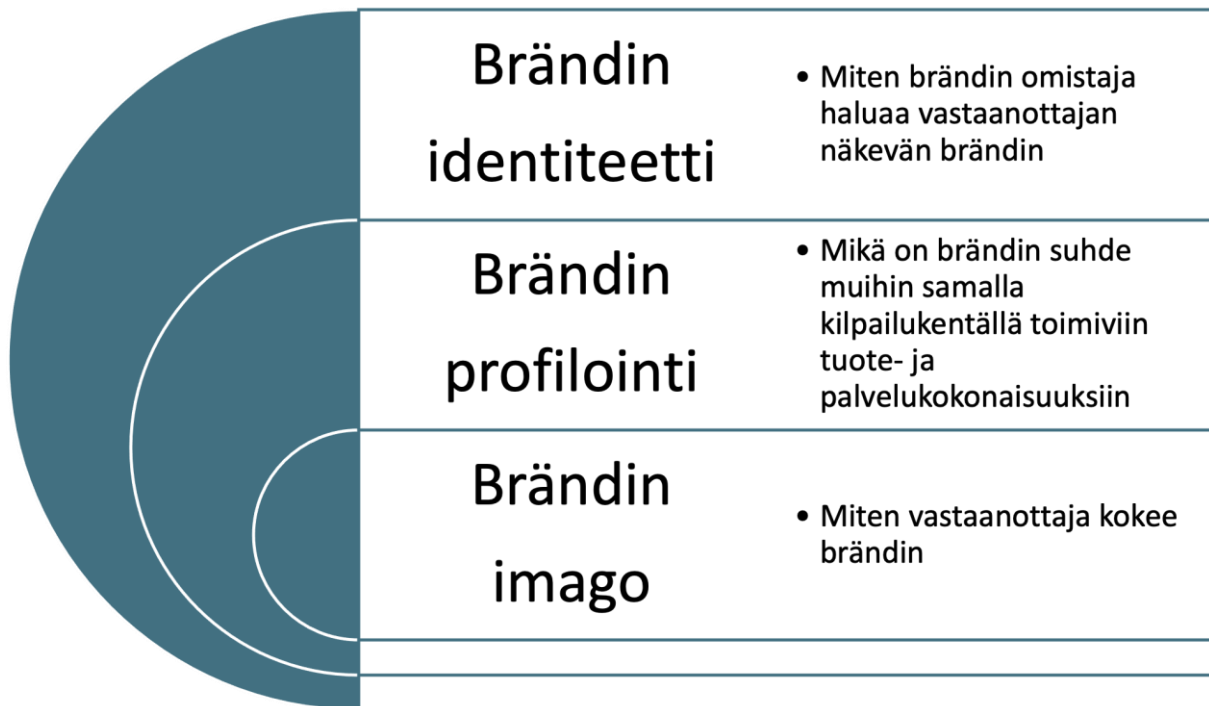 Brändin
identiteetti
• Miten brändin omistaja
haluaa vastaanottajan
näkevän brändin
Brändin
profilointi
• Mikä on brändin suhde
muihin samalla
kilpailukentällä toimiviin
tuote- ja
palvelukokonaisuuksiin
Brändin
imago
• Miten vastaanottaja kokee
brändin